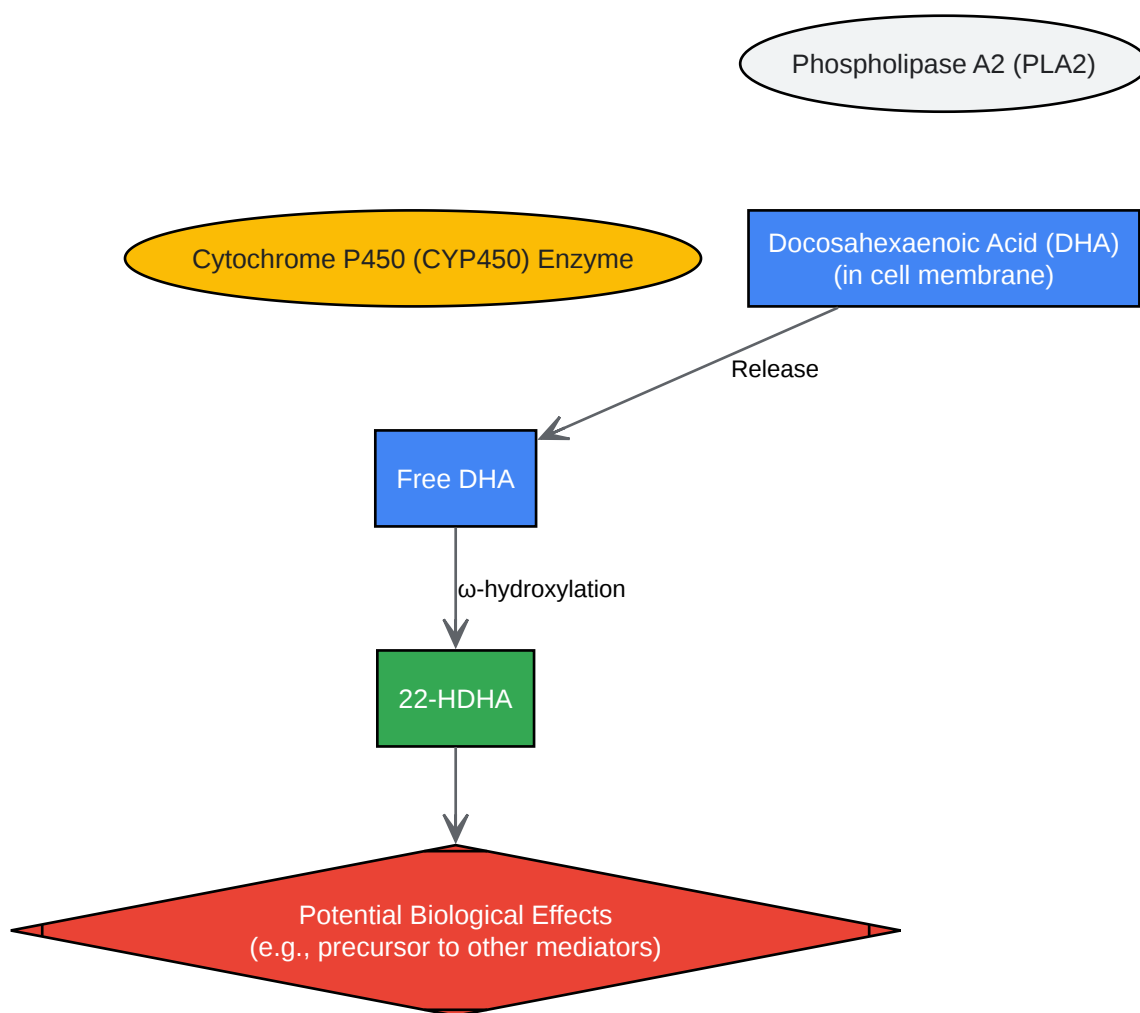 Phospholipase A2 (PLA2)
Cytochrome P450 (CYP450) Enzyme
Docosahexaenoic Acid (DHA)
(in cell membrane)
Release
Free DHA
ω-hydroxylation
22-HDHA
Potential Biological Effects
(e.g., precursor to other mediators)